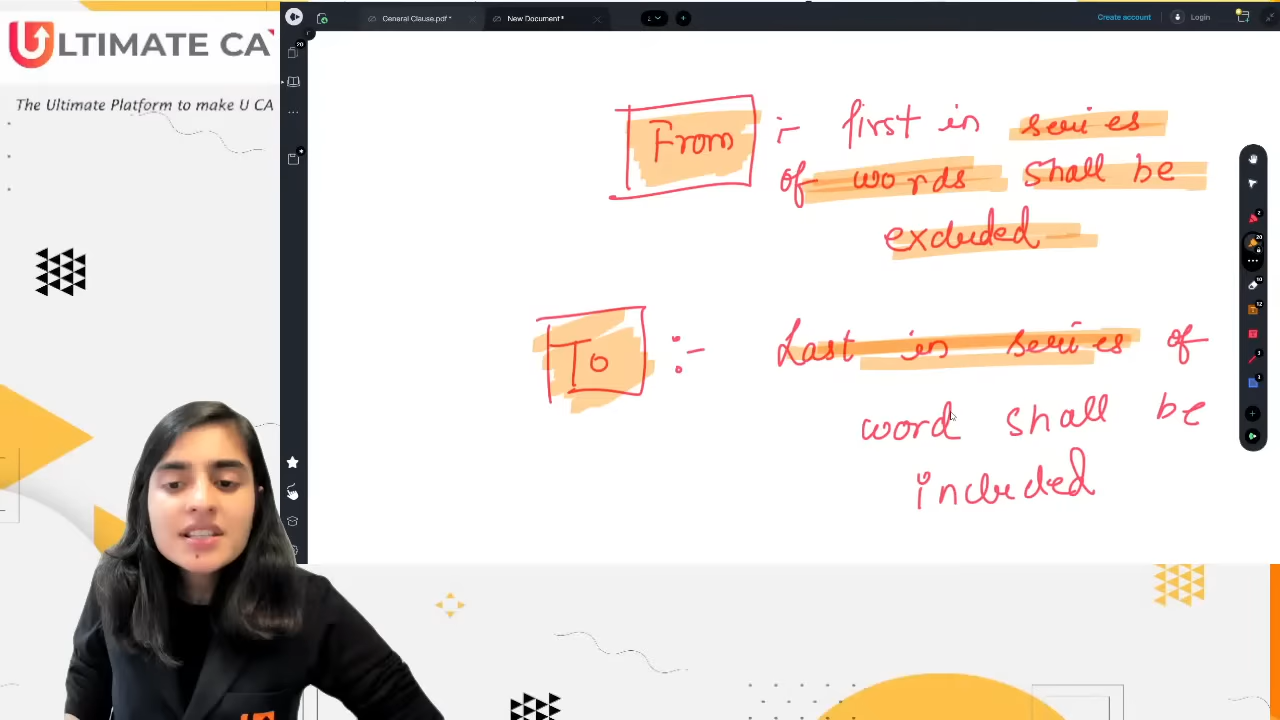 General Clause.pdf *
New Document*
2
Create account
Login
ULTIMATE CA
The Ultimate Platform to make U CA
From :- first in series
of words shall be
excluded
To :- Last in series of
word shall be
included